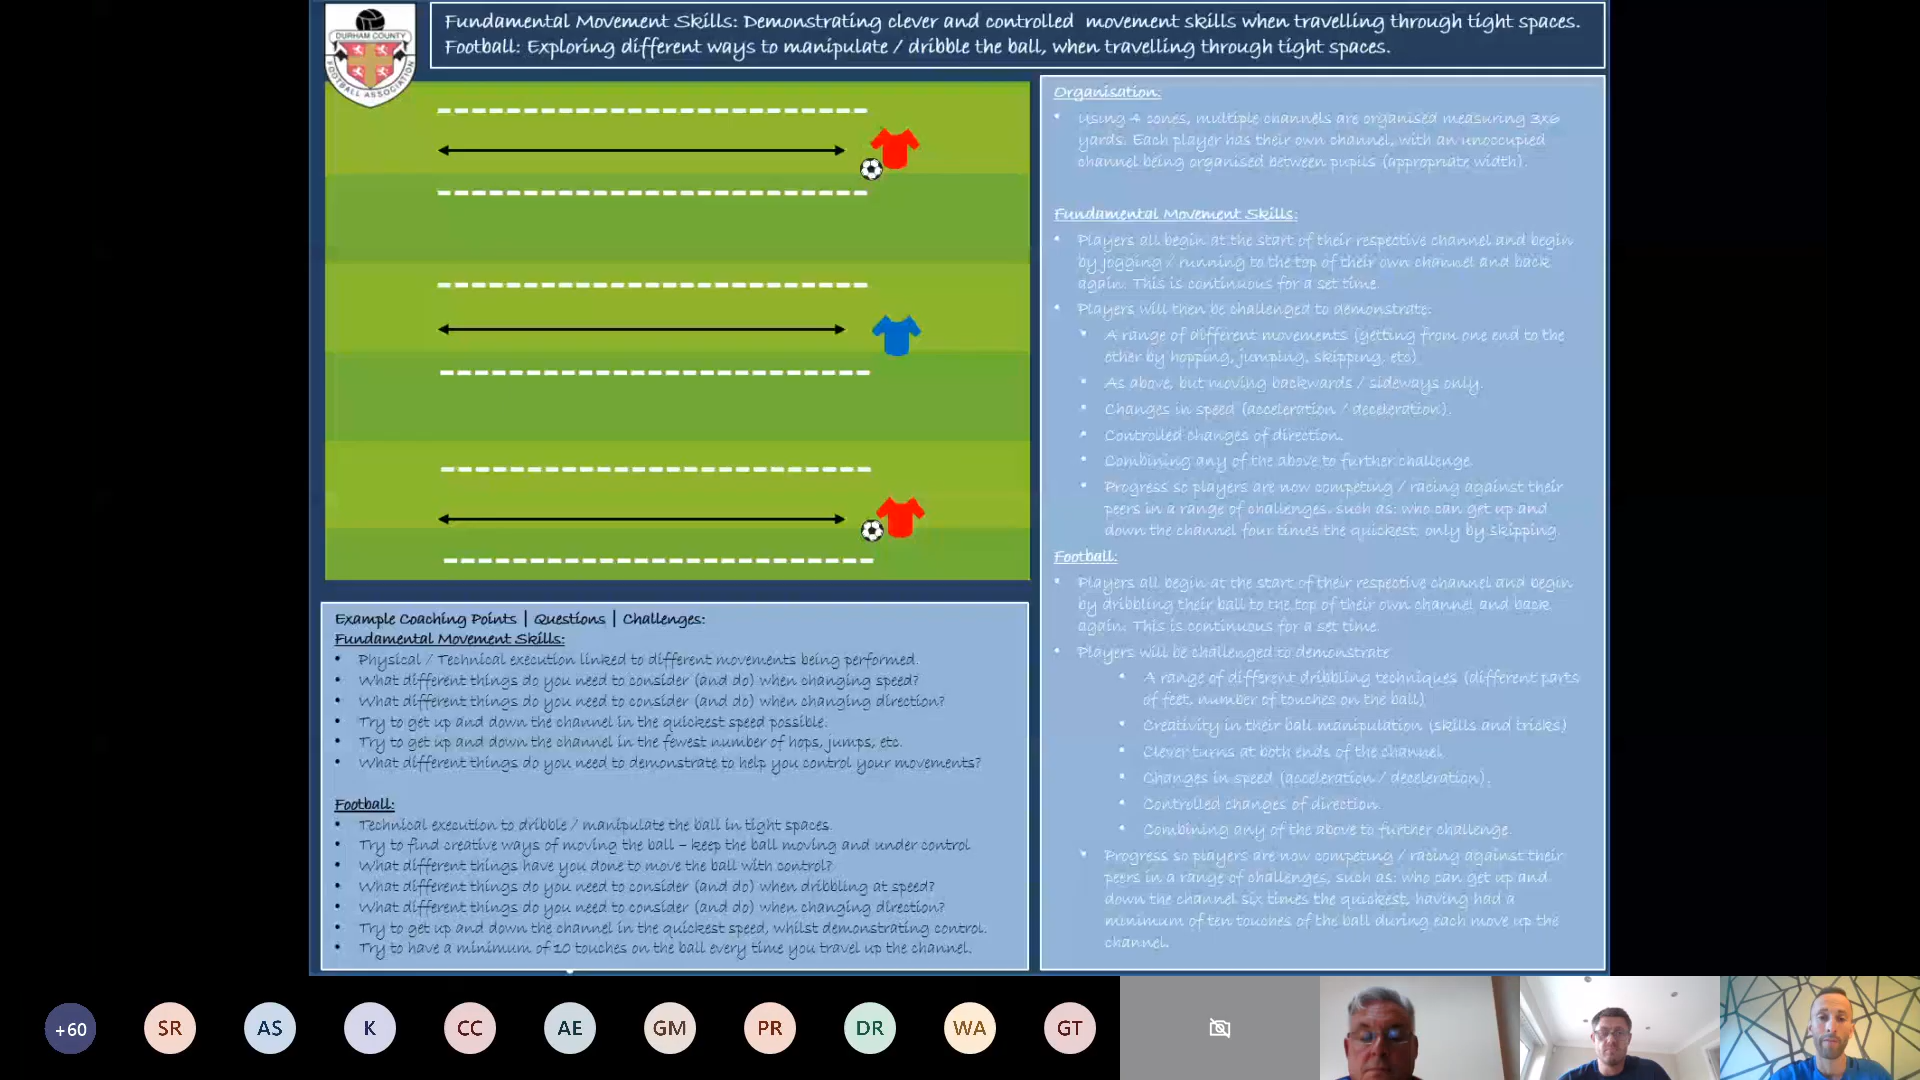 DURHAM COUNTY
FOOTBALL ASSOCIATION
Fundamental Movement Skills: Demonstrating clever and controlled movement skills when travelling through tight spaces.
Football: Exploring different ways to manipulate / dribble the ball, when travelling through tight spaces.
Organisation:
• Using 4 cones, multiple channels are organised measuring 3x6
yards. Each player has their own channel, with an unoccupied
channel being organised between pupils (appropriate width).
Fundamental Movement Skills:
• Players all begin at the start of their respective channel and begin
by jogging / running to the top of their own channel and back
again. This is continuous for a set time.
• Players will then be challenged to demonstrate:
• A range of different movements (getting from one end to the
other by hopping, jumping, skipping, etc)
• As above, but moving backwards / sideways only.
• Changes in speed (acceleration / deceleration).
• Controlled changes of direction.
• Combining any of the above to further challenge.
• Progress so players are now competing / racing against their
peers in a range of challenges, such as: who can get up and
down the channel four times the quickest, only by skipping.
Football:
• Players all begin at the start of their respective channel and begin
by dribbling their ball to the top of their own channel and back
again. This is continuous for a set time.
• Players will be challenged to demonstrate
• A range of different dribbling techniques (different parts
of feet, number of touches on the ball)
• Creativity in their ball manipulation (skills and tricks)
• Clever turns at both ends of the channel.
• Changes in speed (acceleration / deceleration).
• Controlled changes of direction.
• Combining any of the above to further challenge.
• Progress so players are now competing / racing against their
peers in a range of challenges, such as: who can get up and
down the channel six times the quickest, having had a
minimum of ten touches of the ball during each move up the
channel.
Example Coaching Points | Questions | Challenges:
Fundamental Movement Skills:
• Physical / Technical execution linked to different movements being performed.
• What different things do you need to consider (and do) when changing speed?
• What different things do you need to consider (and do) when changing direction?
• Try to get up and down the channel in the quickest speed possible.
• Try to get up and down the channel in the fewest number of hops, jumps, etc.
• What different things do you need to demonstrate to help you control your movements?
Football:
• Technical execution to dribble / manipulate the ball in tight spaces.
• Try to find creative ways of moving the ball – keep the ball moving and under control
• What different things have you done to move the ball with control?
• What different things do you need to consider (and do) when dribbling at speed?
• What different things do you need to consider (and do) when changing direction?
• Try to get up and down the channel in the quickest speed, whilst demonstrating control.
• Try to have a minimum of 10 touches on the ball every time you travel up the channel.
+60 SR AS K CC AE GM PR DR WA GT